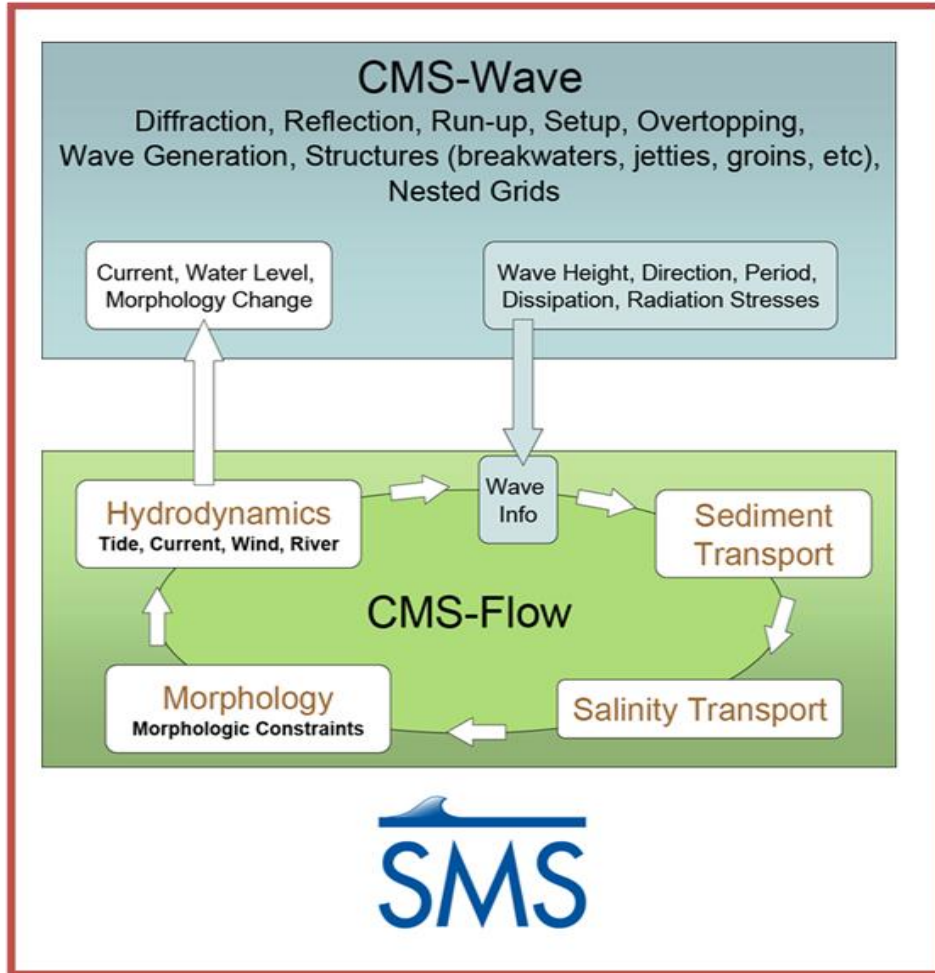 CMS-Wave
Diffraction, Reflection, Run-up, Setup, Overtopping,
Wave Generation, Structures (breakwaters, jetties, groins, etc),
Nested Grids
Current, Water Level,
Morphology Change
Wave Height, Direction, Period,
Dissipation, Radiation Stresses
Hydrodynamics
Tide, Current, Wind, River
Wave
Info
Sediment
Transport
CMS-Flow
Morphology
Morphologic Constraints
Salinity Transport
SMS